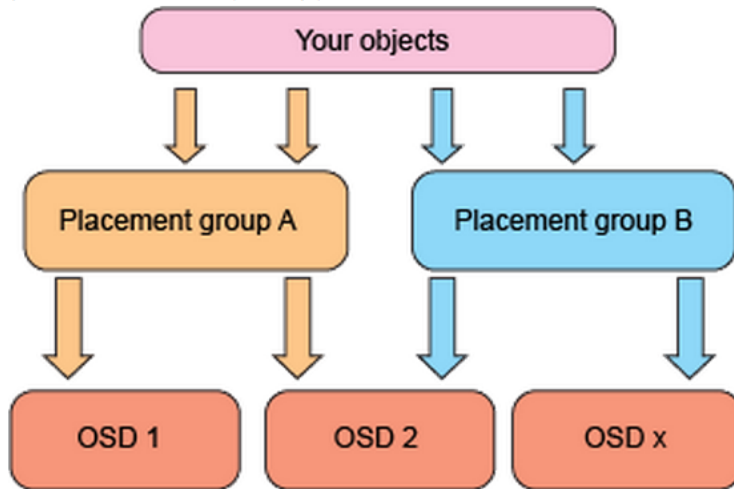 Your objects
Placement group A
Placement group B
OSD 1
OSD 2
OSD x